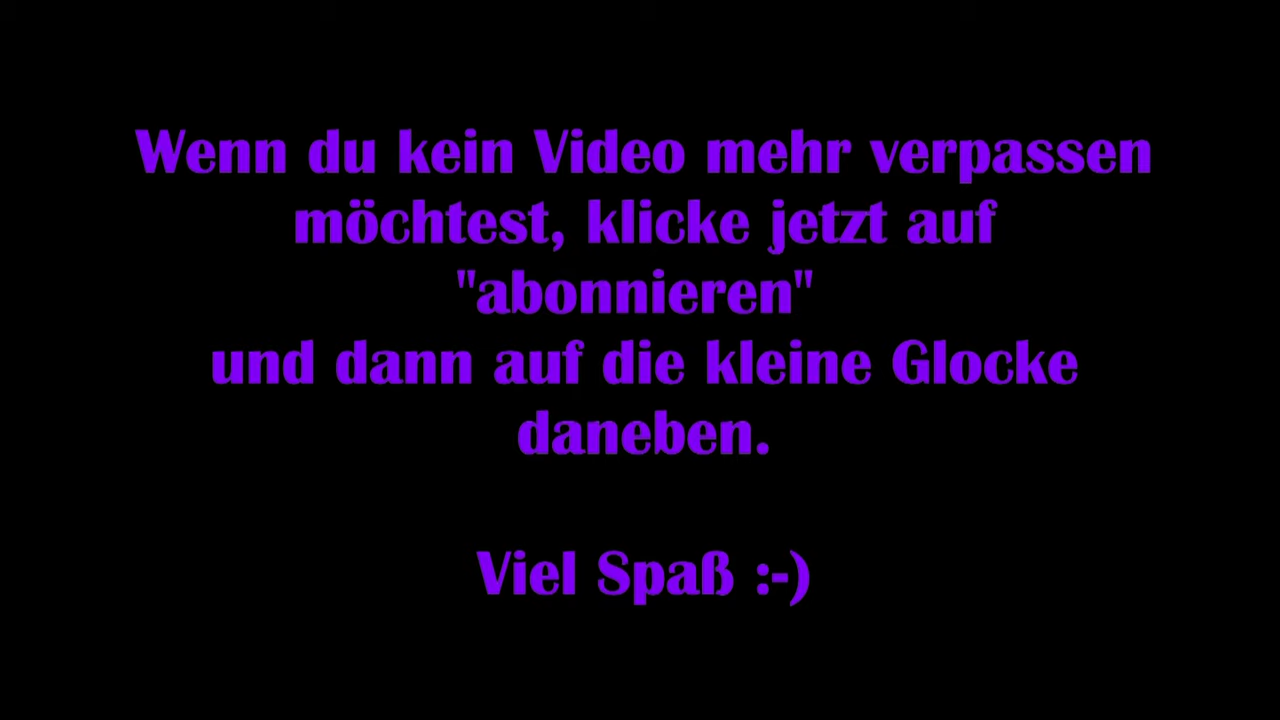 Wenn du kein Video mehr verpassen
möchtest, klicke jetzt auf
"abonnieren"
und dann auf die kleine Glocke
daneben.
Viel Spaß :-)